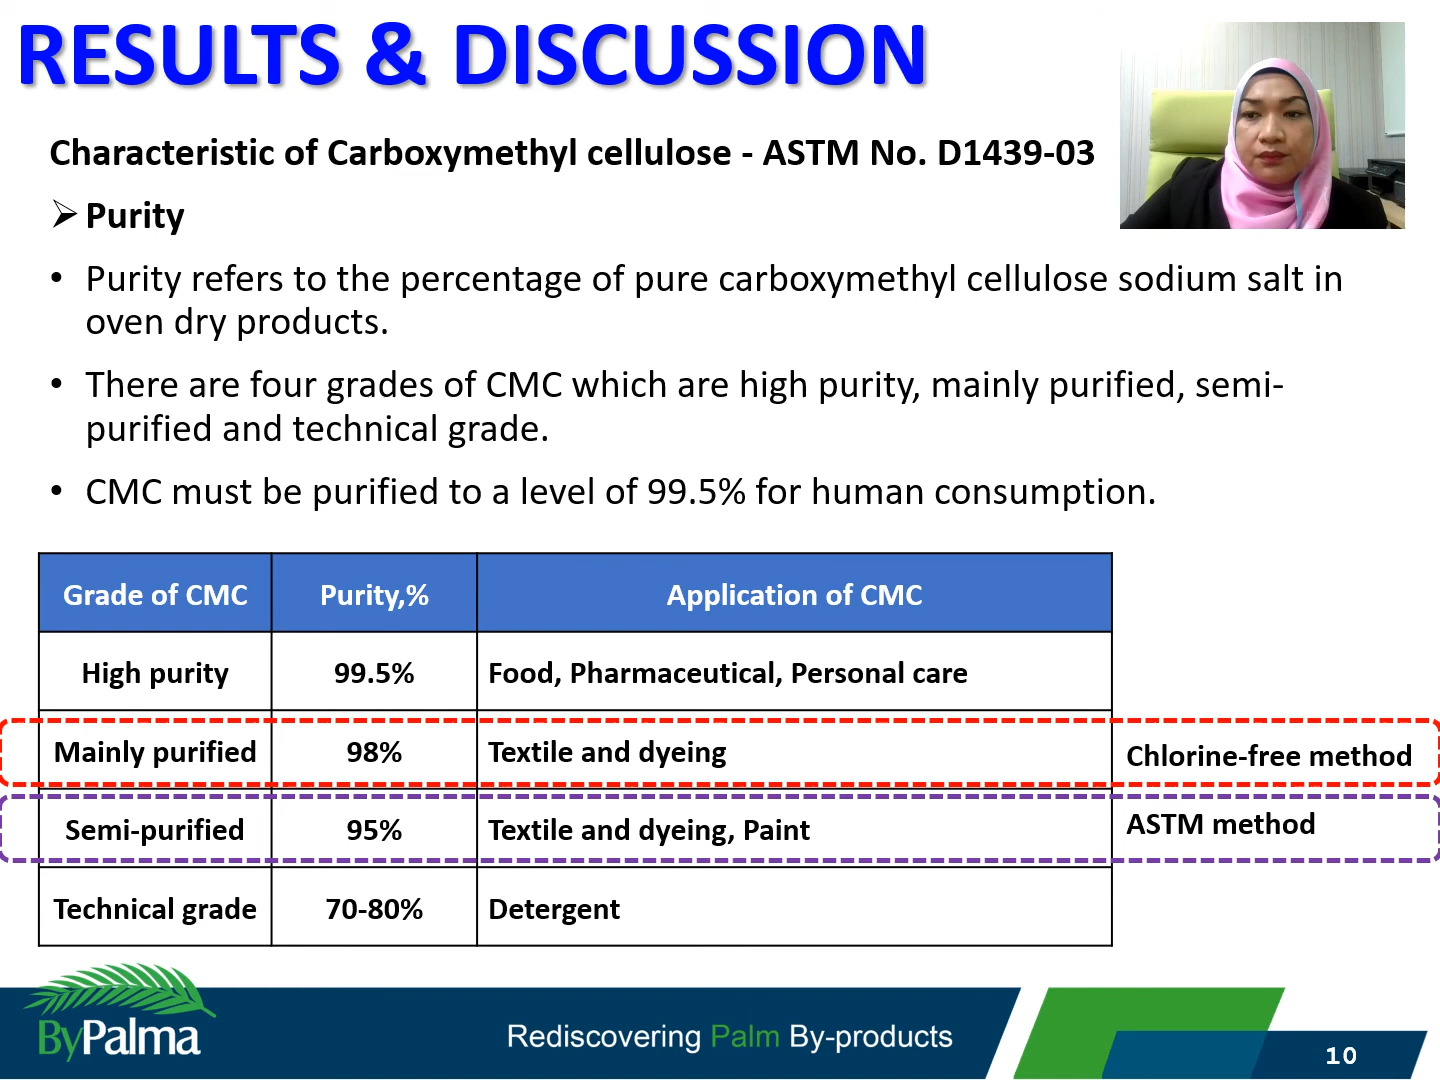 RESULTS & DISCUSSION
Characteristic of Carboxymethyl cellulose - ASTM No. D1439-03
➢ Purity
• Purity refers to the percentage of pure carboxymethyl cellulose sodium salt in
oven dry products.
• There are four grades of CMC which are high purity, mainly purified, semi-
purified and technical grade.
• CMC must be purified to a level of 99.5% for human consumption.
Grade of CMC Purity,% Application of CMC
High purity 99.5% Food, Pharmaceutical, Personal care
Mainly purified 98% Textile and dyeing Chlorine-free method
Semi-purified 95% Textile and dyeing, Paint ASTM method
Technical grade 70-80% Detergent
ByPalma
Rediscovering Palm By-products
10